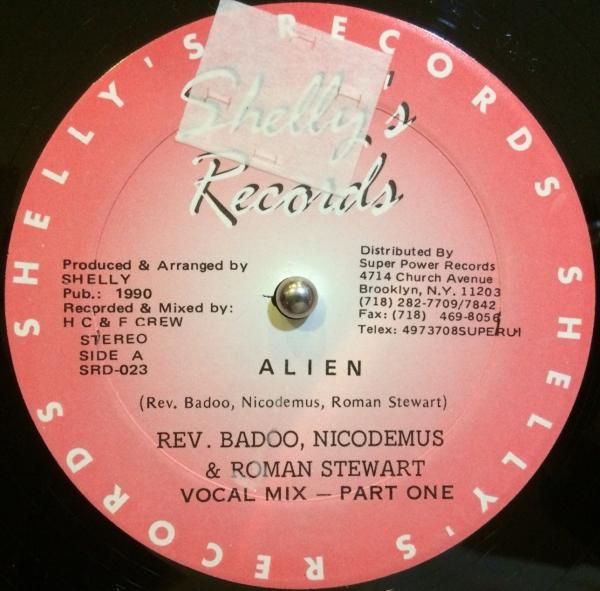 SHELLY'S RECORDS
SHELLY'S RECORDS
Shelly's
Records
Produced & Arranged by
SHELLY
Pub.: 1990
Recorded & Mixed by:
H C & F CREW
STEREO
SIDE A
SRD-023
Distributed By
Super Power Records
4714 Church Avenue
Brooklyn, N.Y. 11203
(718) 282-7709/7842
Fax: (718) 469-8056
Telex: 4973708SUPERUI
ALIEN
(Rev. Badoo, Nicodemus, Roman Stewart)
REV. BADOO, NICODEMUS
& ROMAN STEWART
VOCAL MIX — PART ONE